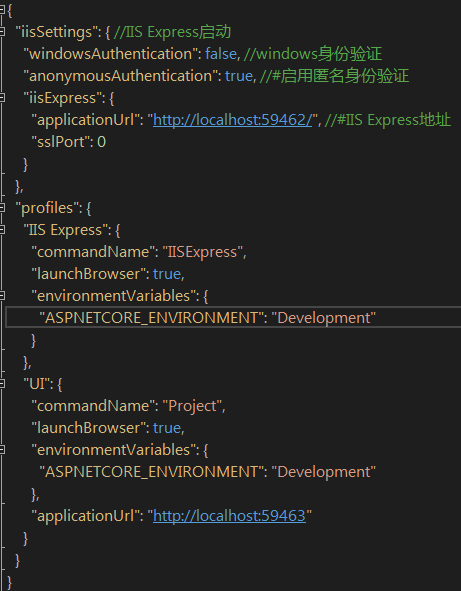 {
"iisSettings": { //IIS Express启动
"windowsAuthentication": false, //windows身份验证
"anonymousAuthentication": true, //#启用匿名身份验证
"iisExpress": {
"applicationUrl": "http://localhost:59462/", //#IIS Express地址
"sslPort": 0
}
},
"profiles": {
"IIS Express": {
"commandName": "IISExpress",
"launchBrowser": true,
"environmentVariables": {
"ASPNETCORE_ENVIRONMENT": "Development"
}
},
"UI": {
"commandName": "Project",
"launchBrowser": true,
"environmentVariables": {
"ASPNETCORE_ENVIRONMENT": "Development"
},
"applicationUrl": "http://localhost:59463"
}
}
}